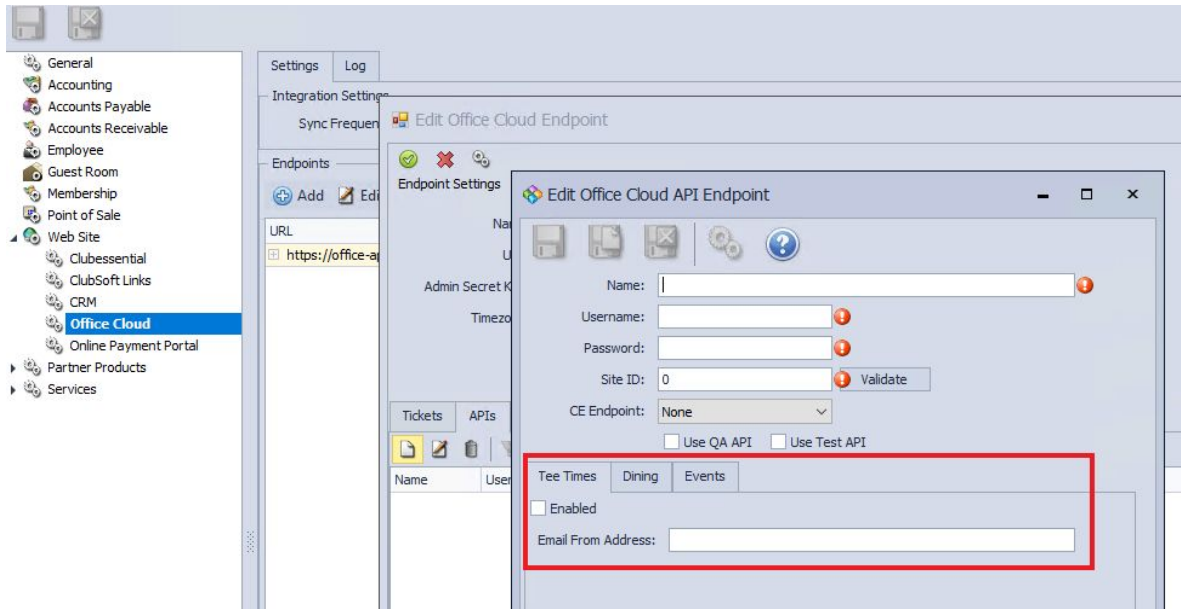 General
Accounting
Accounts Payable
Accounts Receivable
Employee
Guest Room
Membership
Point of Sale
Web Site
Clubessential
ClubSoft Links
CRM
Office Cloud
Online Payment Portal
Partner Products
Services
Settings Log
Integration Settings
Sync Frequen
Endpoints
Add Edi
URL
https://office-ap
Edit Office Cloud Endpoint
Endpoint Settings
Nar
U
Admin Secret K
Timezo
Tickets APIs
Name User
Edit Office Cloud API Endpoint
Name:
Username:
Password:
Site ID: 0 Validate
CE Endpoint: None
Use QA API Use Test API
Tee Times Dining Events
Enabled
Email From Address: